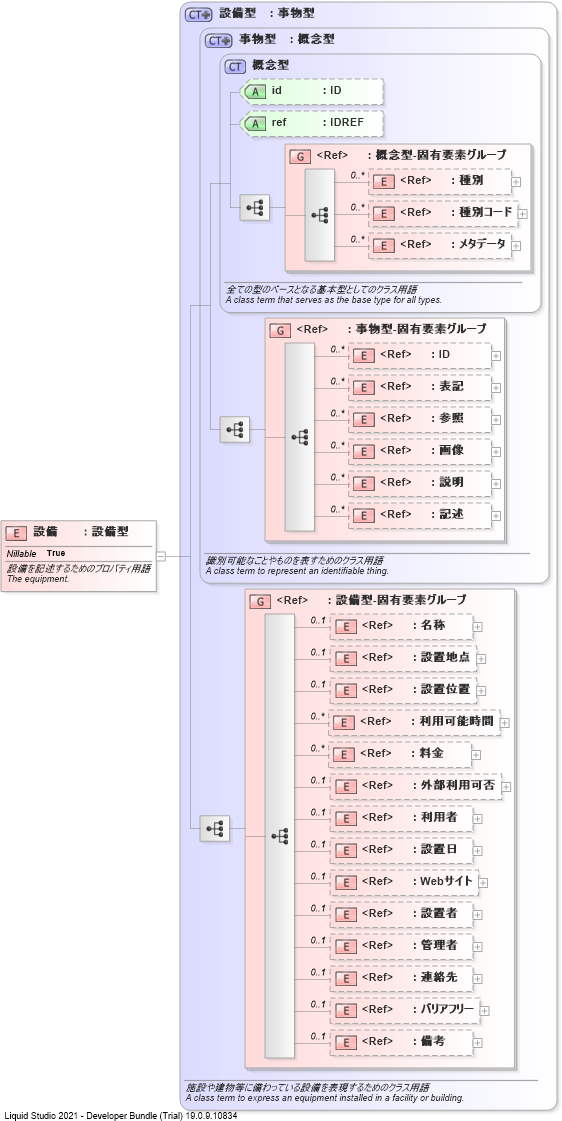 CT 設備型 : 事物型
CT 事物型 : 概念型
CT 概念型
A id : ID
A ref : IDREF
G <Ref> : 概念型-固有要素グループ
0..* E <Ref> : 種別
0..* E <Ref> : 種別コード
0..* E <Ref> : メタデータ
全ての型のベースとなる基本型としてのクラス用語
A class term that serves as the base type for all types.
G <Ref> : 事物型-固有要素グループ
0..* E <Ref> : ID
0..* E <Ref> : 表記
0..* E <Ref> : 参照
0..* E <Ref> : 画像
0..* E <Ref> : 説明
0..* E <Ref> : 記述
識別可能なことやものを表すためのクラス用語
A class term to represent an identifiable thing.
E 設備 : 設備型
Nillable True
設備を記述するためのプロパティ用語
The equipment.
G <Ref> : 設備型-固有要素グループ
0..1 E <Ref> : 名称
0..1 E <Ref> : 設置地点
0..1 E <Ref> : 設置位置
0..* E <Ref> : 利用可能時間
0..* E <Ref> : 料金
0..1 E <Ref> : 外部利用可否
0..1 E <Ref> : 利用者
0..1 E <Ref> : 設置日
0..1 E <Ref> : Webサイト
0..1 E <Ref> : 設置者
0..1 E <Ref> : 管理者
0..1 E <Ref> : 連絡先
0..1 E <Ref> : バリアフリー
0..1 E <Ref> : 備考
施設や建物等に備わっている設備を表現するためのクラス用語
A class term to express an equipment installed in a facility or building.
Liquid Studio 2021 - Developer Bundle (Trial) 19.0.9.10834